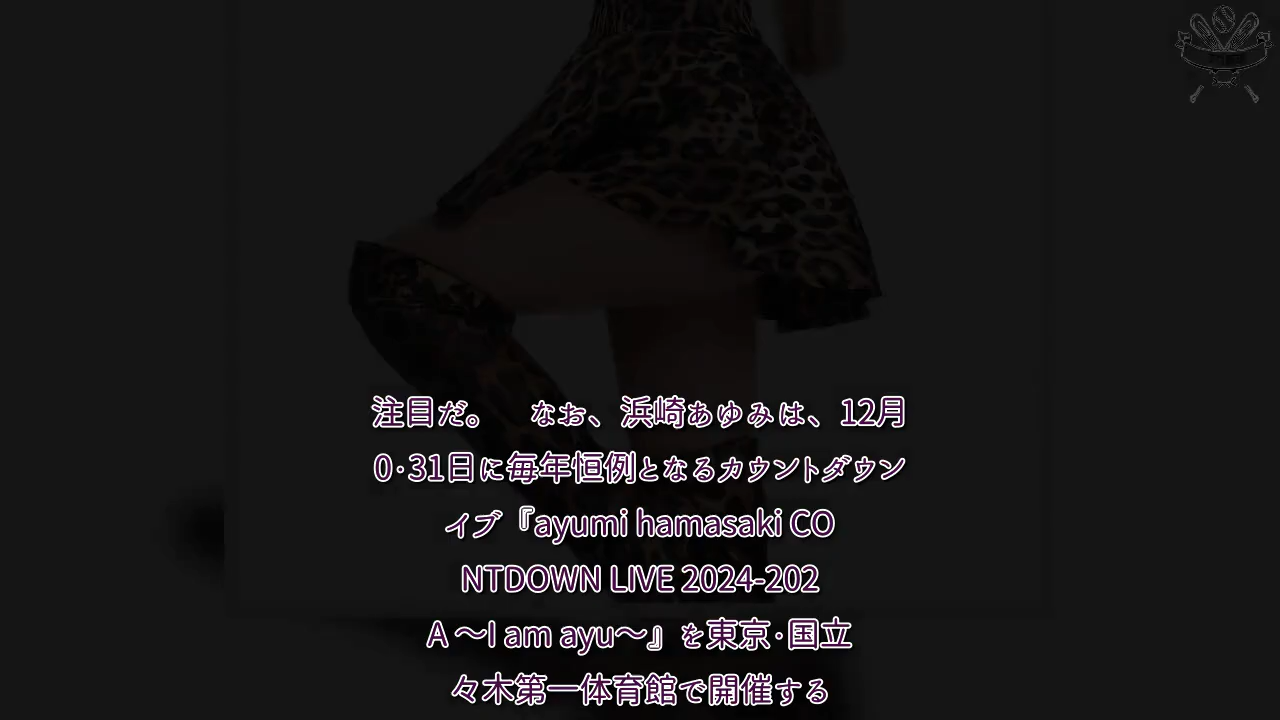 注目だ。　なお、浜崎あゆみは、12月
0・31日に毎年恒例となるカウントダウン
イブ『ayumi hamasaki CO
NTDOWN LIVE 2024-202
A ～I am ayu～』を東京・国立
々木第一体育館で開催する